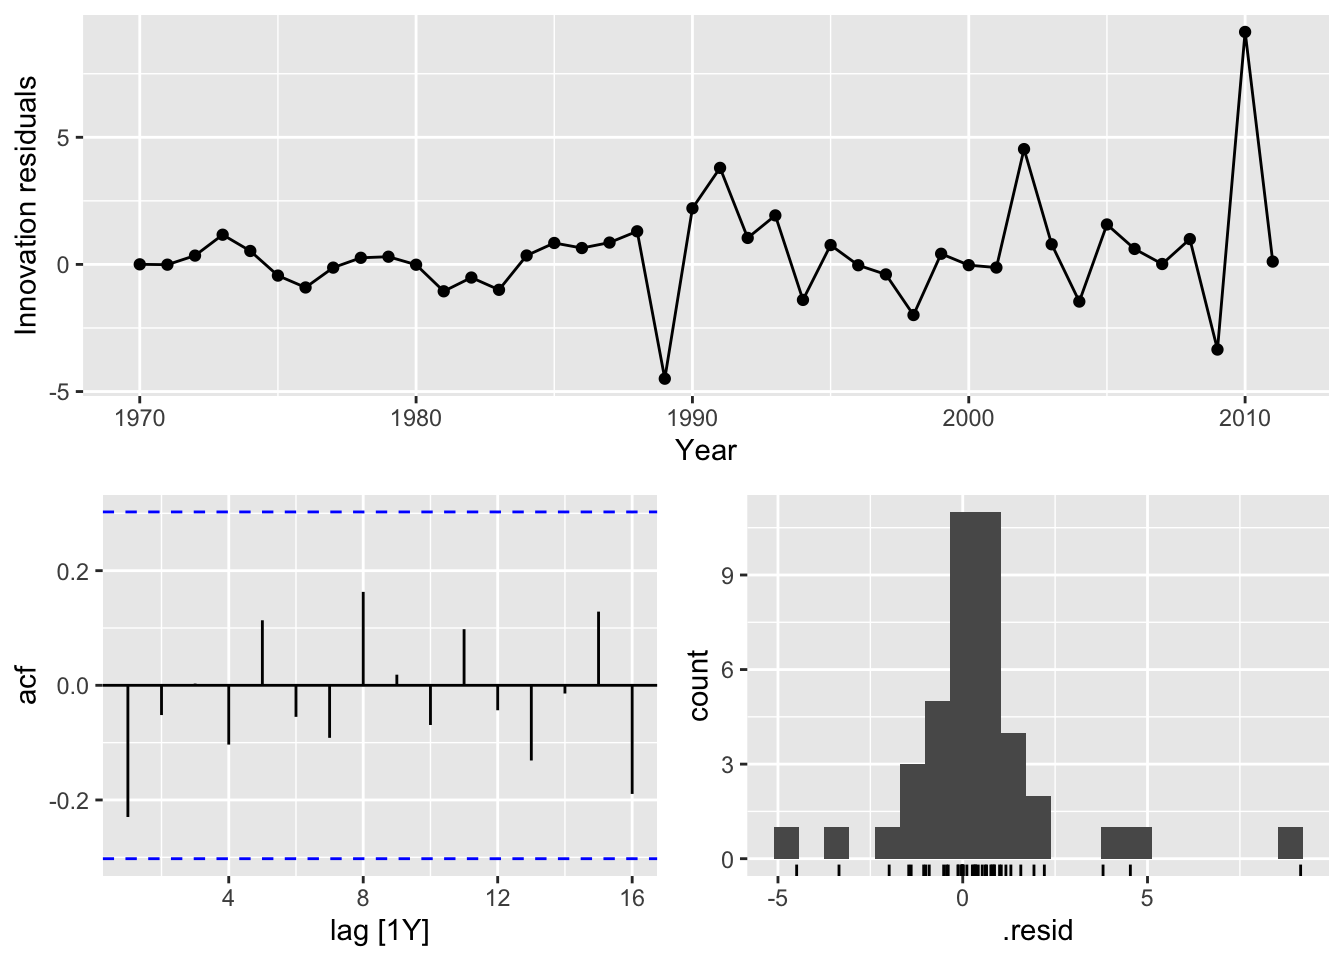 Innovation residuals
5
0
-5
1970 1980 1990 2000 2010
Year
acf
0.2
0.0
-0.2
4 8 12 16
lag [1Y]
count
9
6
3
0
-5 0 5
.resid